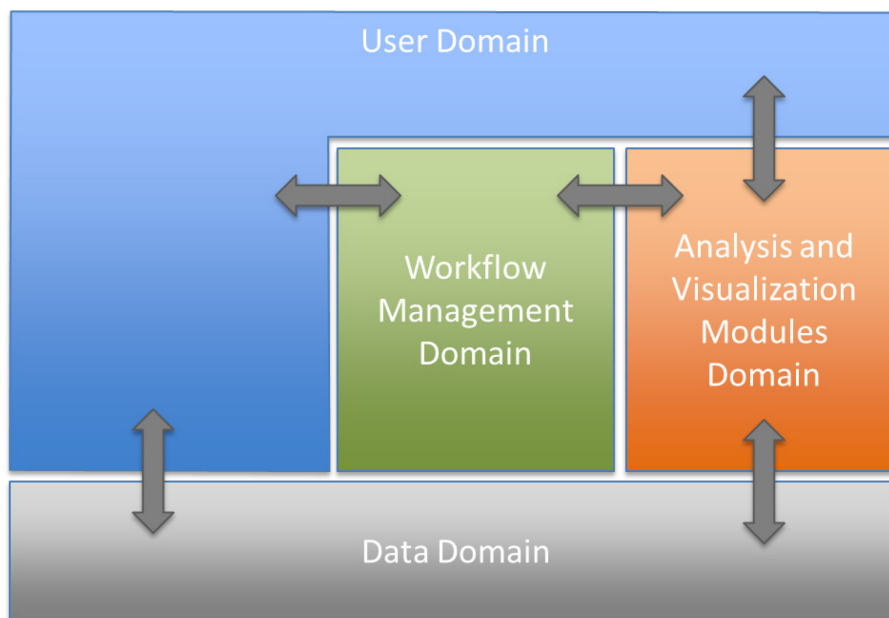 User Domain
Workflow
Management
Domain
Analysis and
Visualization
Modules
Domain
Data Domain